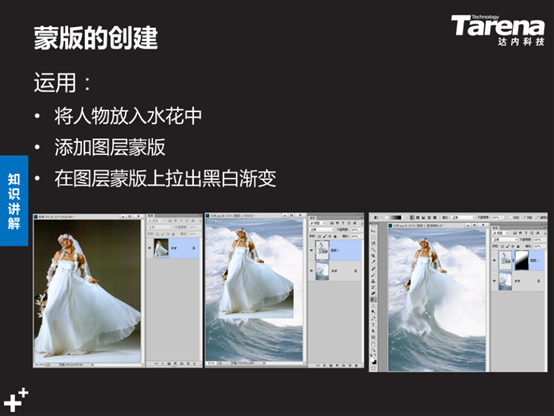 蒙版的创建
Technology
Tarena
达内科技
运用：
• 将人物放入水花中
• 添加图层蒙版
• 在图层蒙版上拉出黑白渐变
知识讲解